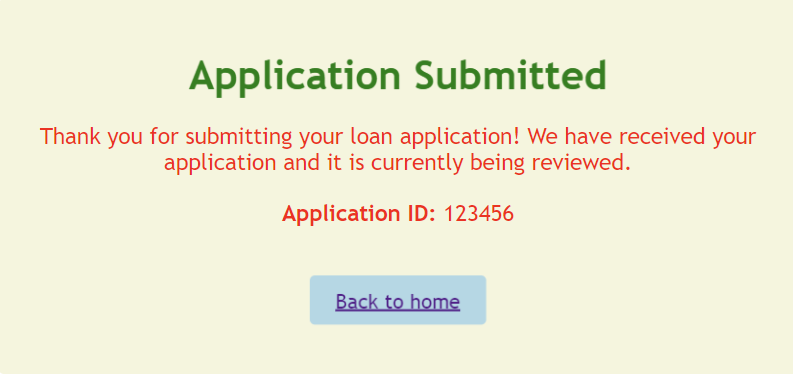 Application Submitted
Thank you for submitting your loan application! We have received your
application and it is currently being reviewed.
Application ID: 123456
Back to home